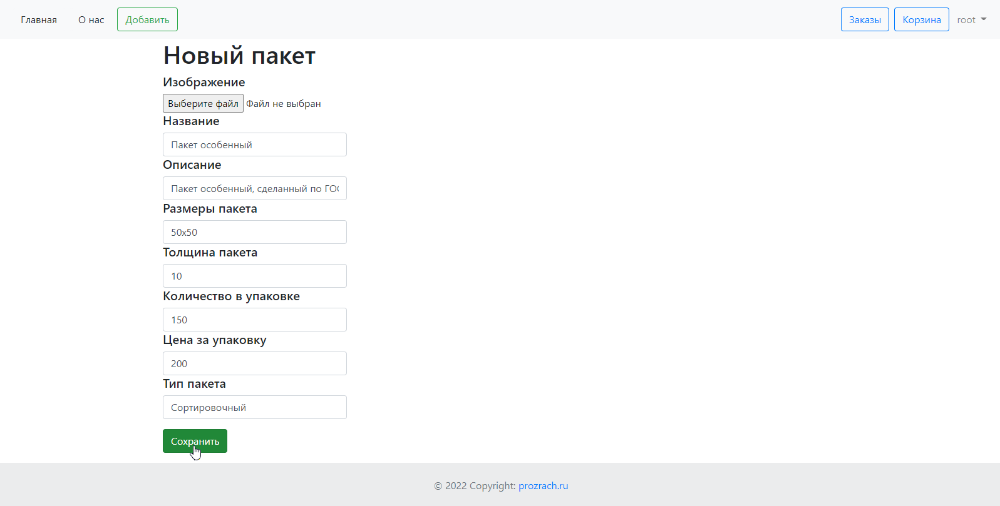 Главная О нас Добавить Заказы Корзина root
Новый пакет
Изображение
Выберите файл Файл не выбран
Название
Пакет особенный
Описание
Пакет особенный, сделанный по ГО
Размеры пакета
50x50
Толщина пакета
10
Количество в упаковке
150
Цена за упаковку
200
Тип пакета
Сортировочный
Сохранить
© 2022 Copyright: prozrach.ru